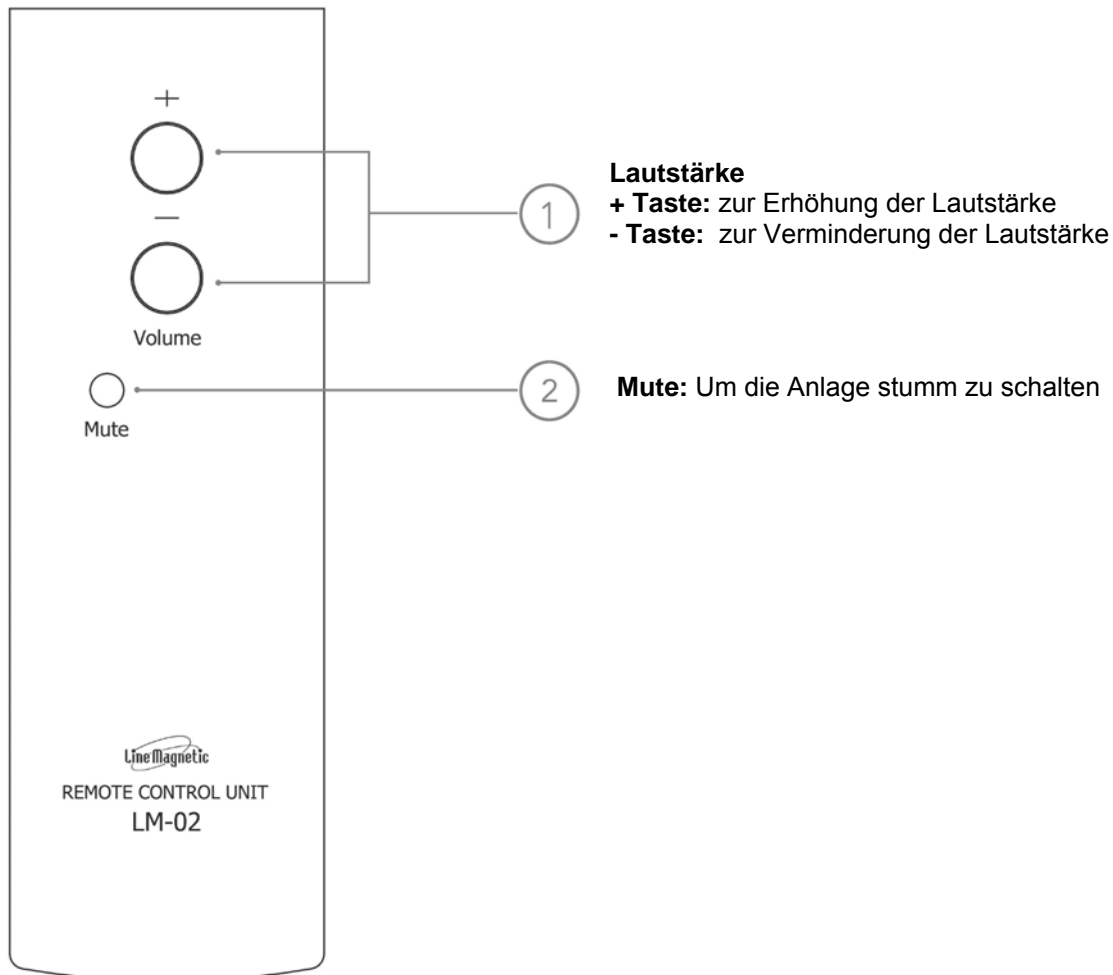 +
—
Volume
Mute
1
Lautstärke
+ Taste: zur Erhöhung der Lautstärke
- Taste: zur Verminderung der Lautstärke
2
Mute: Um die Anlage stumm zu schalten
Line Magnetic
REMOTE CONTROL UNIT
LM-02